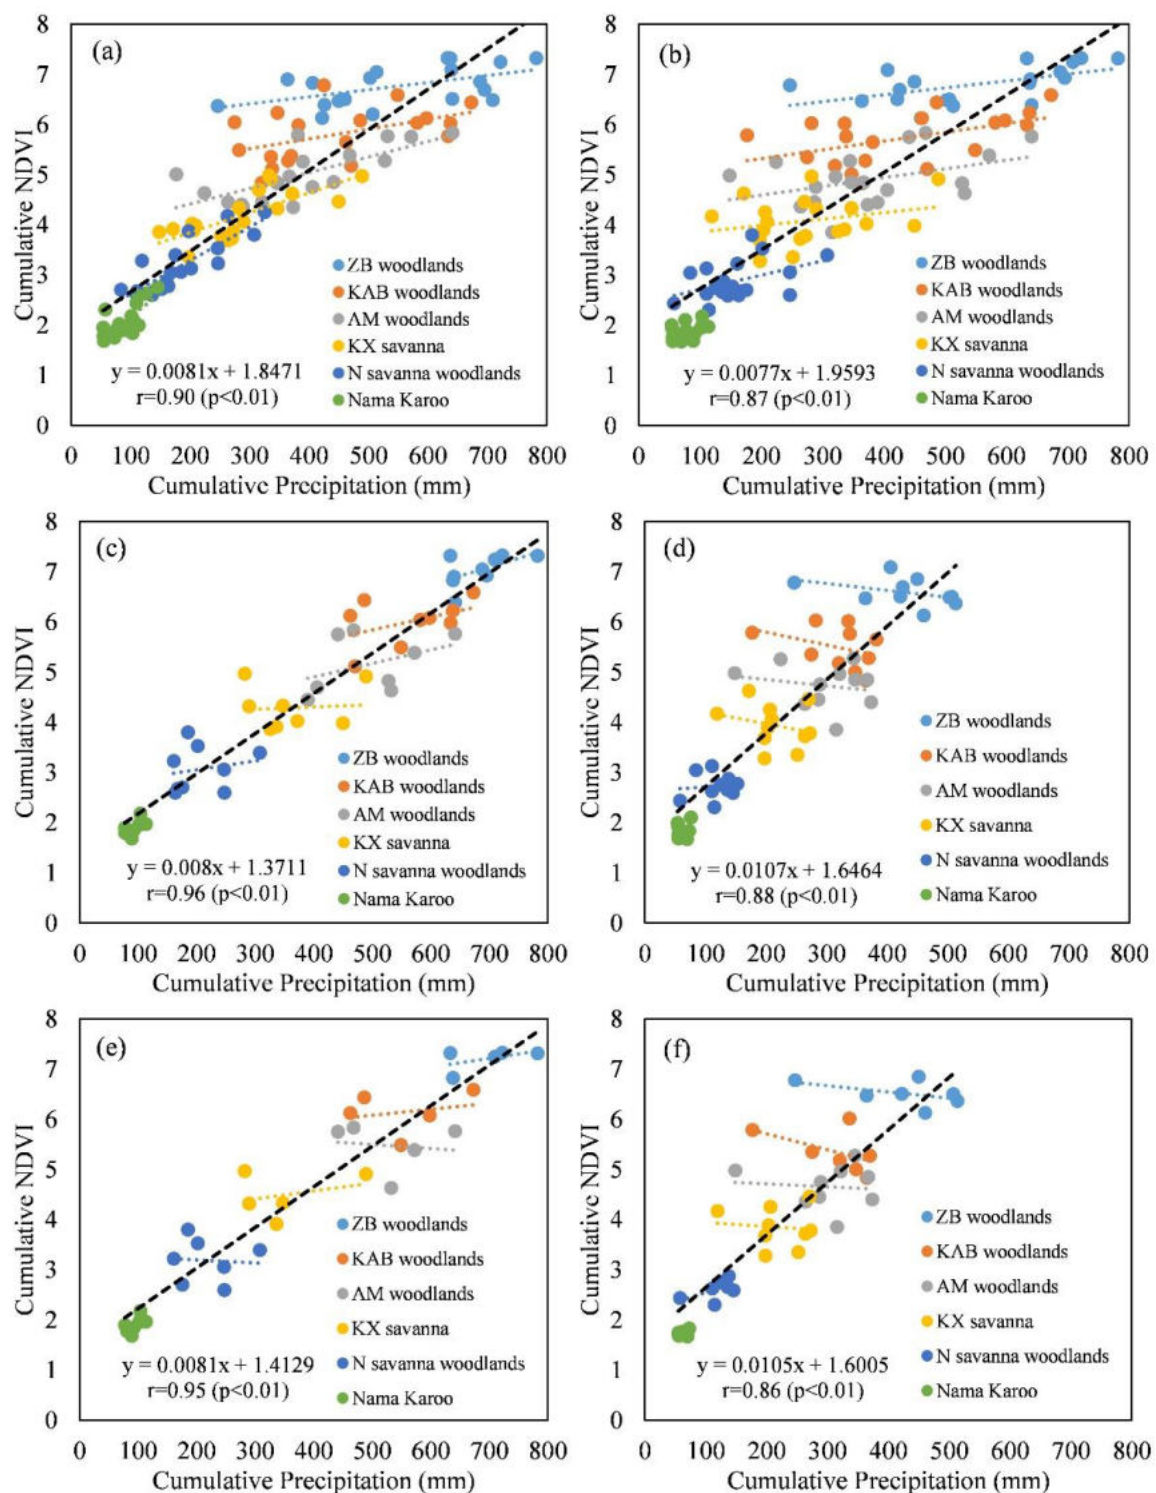 (a)
Cumulative NDVI
8
7
6
5
4
3
2
1
0
ZB woodlands
KAB woodlands
AM woodlands
KX savanna
N savanna woodlands
Nama Karoo
y = 0.0081x + 1.8471
r=0.90 (p<0.01)
0 100 200 300 400 500 600 700 800
Cumulative Precipitation (mm)
(b)
Cumulative NDVI
8
7
6
5
4
3
2
1
0
ZB woodlands
KAB woodlands
AM woodlands
KX savanna
N savanna woodlands
Nama Karoo
y = 0.0077x + 1.9593
r=0.87 (p<0.01)
0 100 200 300 400 500 600 700 800
Cumulative Precipitation (mm)
(c)
Cumulative NDVI
8
7
6
5
4
3
2
1
0
ZB woodlands
KAB woodlands
AM woodlands
KX savanna
N savanna woodlands
Nama Karoo
y = 0.008x + 1.3711
r=0.96 (p<0.01)
0 100 200 300 400 500 600 700 800
Cumulative Precipitation (mm)
(d)
Cumulative NDVI
8
7
6
5
4
3
2
1
0
ZB woodlands
KAB woodlands
AM woodlands
KX savanna
N savanna woodlands
Nama Karoo
y = 0.0107x + 1.6464
r=0.88 (p<0.01)
0 100 200 300 400 500 600 700 800
Cumulative Precipitation (mm)
(e)
Cumulative NDVI
8
7
6
5
4
3
2
1
0
ZB woodlands
KAB woodlands
AM woodlands
KX savanna
N savanna woodlands
Nama Karoo
y = 0.0081x + 1.4129
r=0.95 (p<0.01)
0 100 200 300 400 500 600 700 800
Cumulative Precipitation (mm)
(f)
Cumulative NDVI
8
7
6
5
4
3
2
1
0
ZB woodlands
KAB woodlands
AM woodlands
KX savanna
N savanna woodlands
Nama Karoo
y = 0.0105x + 1.6005
r=0.86 (p<0.01)
0 100 200 300 400 500 600 700 800
Cumulative Precipitation (mm)